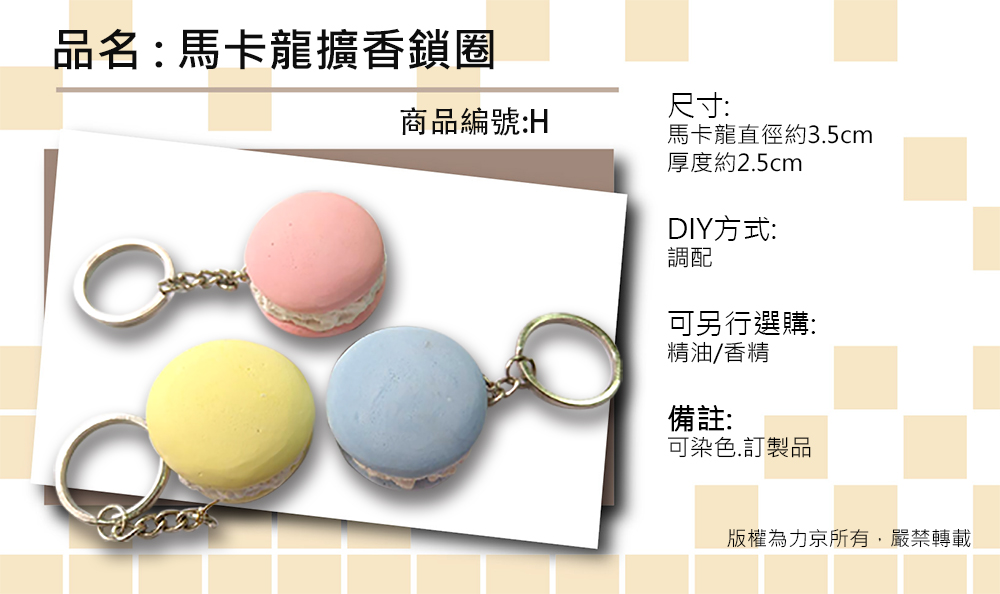 品名 : 馬卡龍擴香鎖圈
商品編號:H
尺寸:
馬卡龍直徑約3.5cm
厚度約2.5cm
DIY方式:
調配
可另行選購:
精油/香精
備註:
可染色.訂製品
版權為力京所有，嚴禁轉載